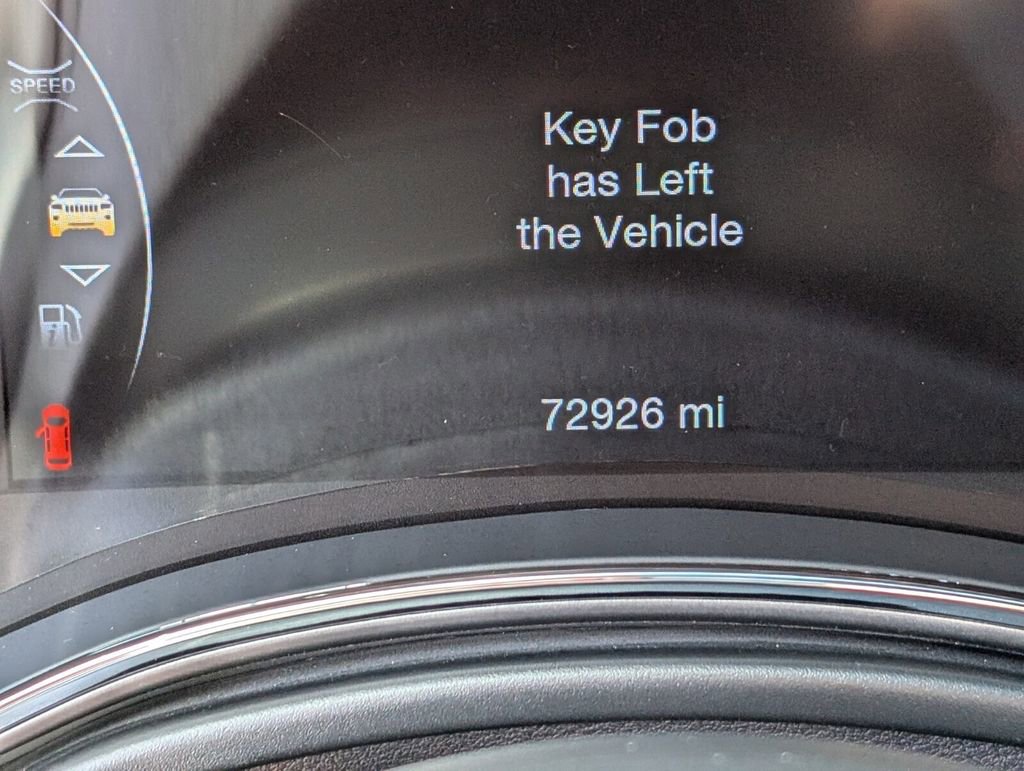 SPEED
Key Fob
has Left
the Vehicle
72926 mi